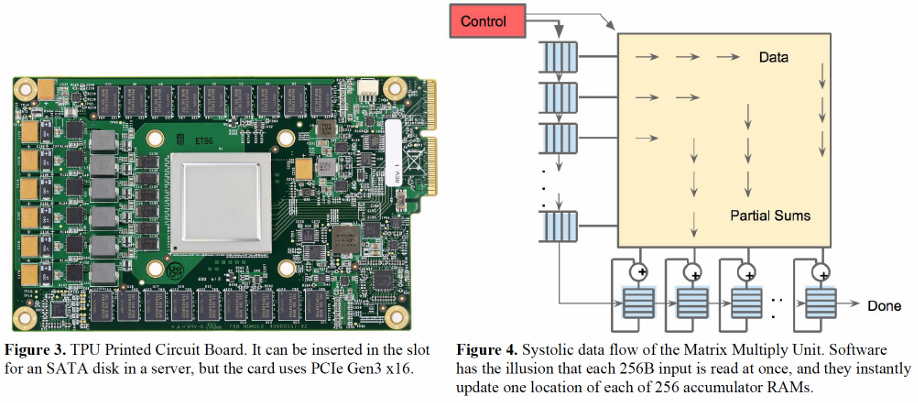 Control
Data
Partial Sums
Done
ET86
Figure 3. TPU Printed Circuit Board. It can be inserted in the slot
for an SATA disk in a server, but the card uses PCIe Gen3 x16.
Figure 4. Systolic data flow of the Matrix Multiply Unit. Software
has the illusion that each 256B input is read at once, and they instantly
update one location of each of 256 accumulator RAMs.